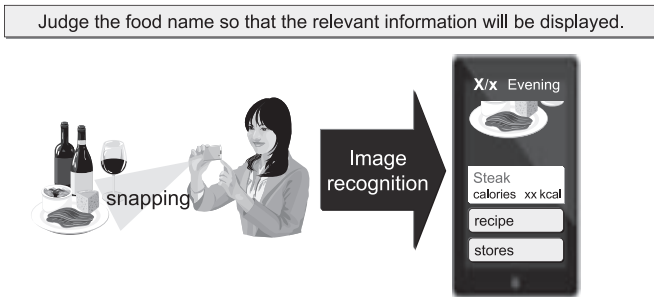 Judge the food name so that the relevant information will be displayed.
snapping
Image
recognition
X/x Evening
Steak
calories xx kcal
recipe
stores